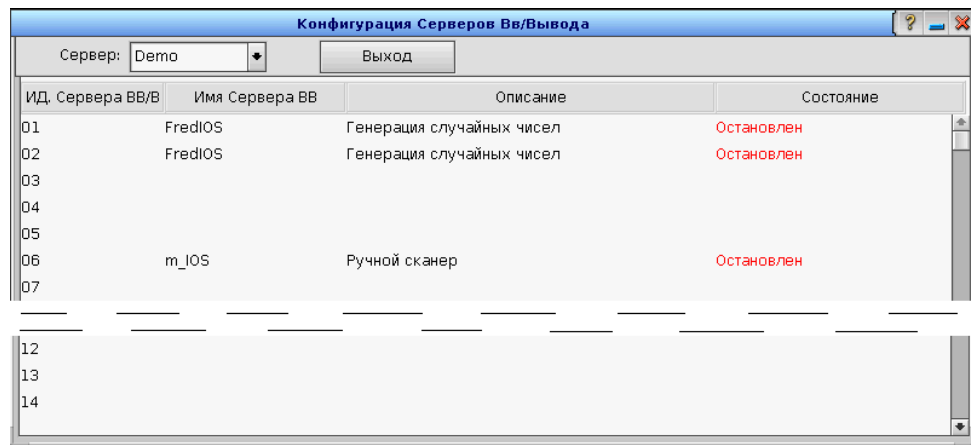 Конфигурация Серверов Вв/Вывода
Сервер: Demo Выход
ИД. Сервера ВВ/В Имя Сервера ВВ Описание Состояние
01 FredIOS Генерация случайных чисел Остановлен
02 FredIOS Генерация случайных чисел Остановлен
03
04
05
06 m_IOS Ручной сканер Остановлен
07
12
13
14